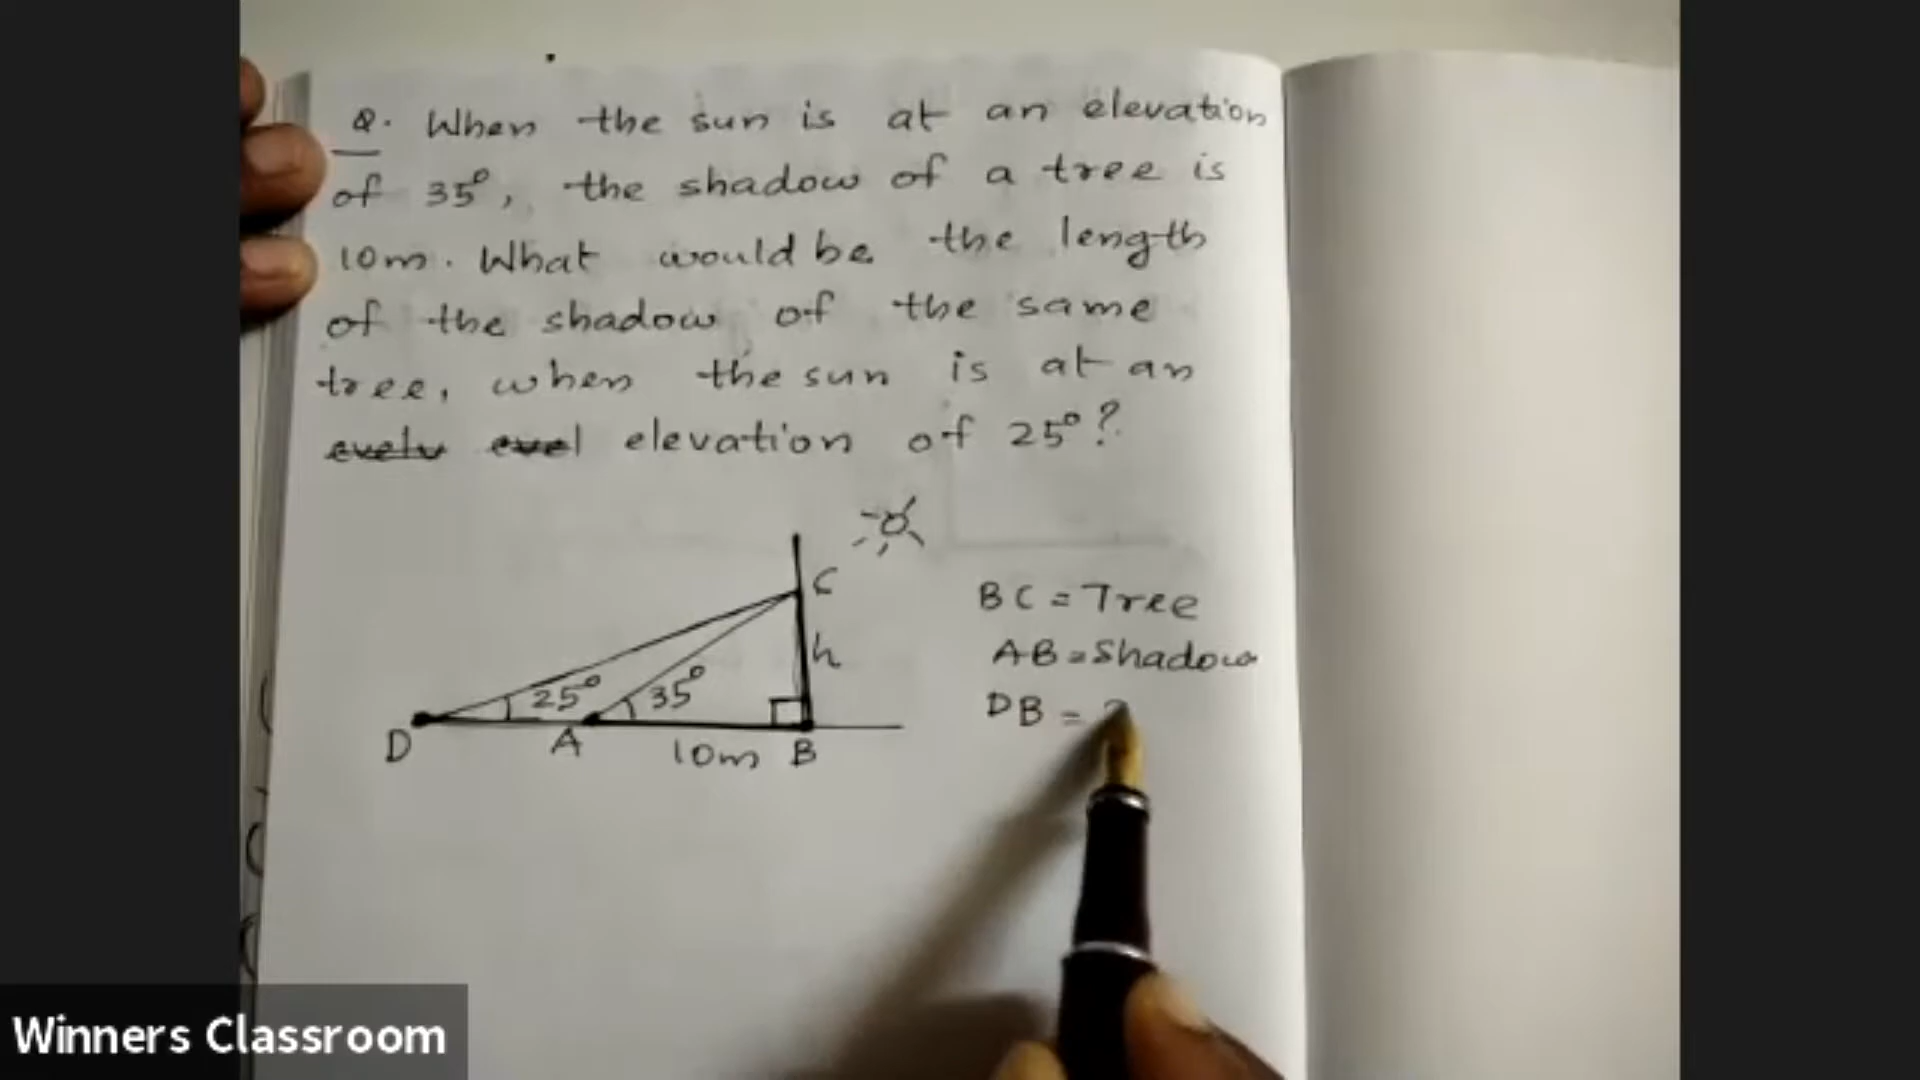 Q. When the sun is at an elevation
of 35°, the shadow of a tree is
10m. What would be the length
of the shadow of the same
tree, when the sun is at an
evelv evel elevation of 25°?
C
BC = Tree
h
AB = Shadow
25° 35°
DB = ?
D A 10m B
Winners Classroom